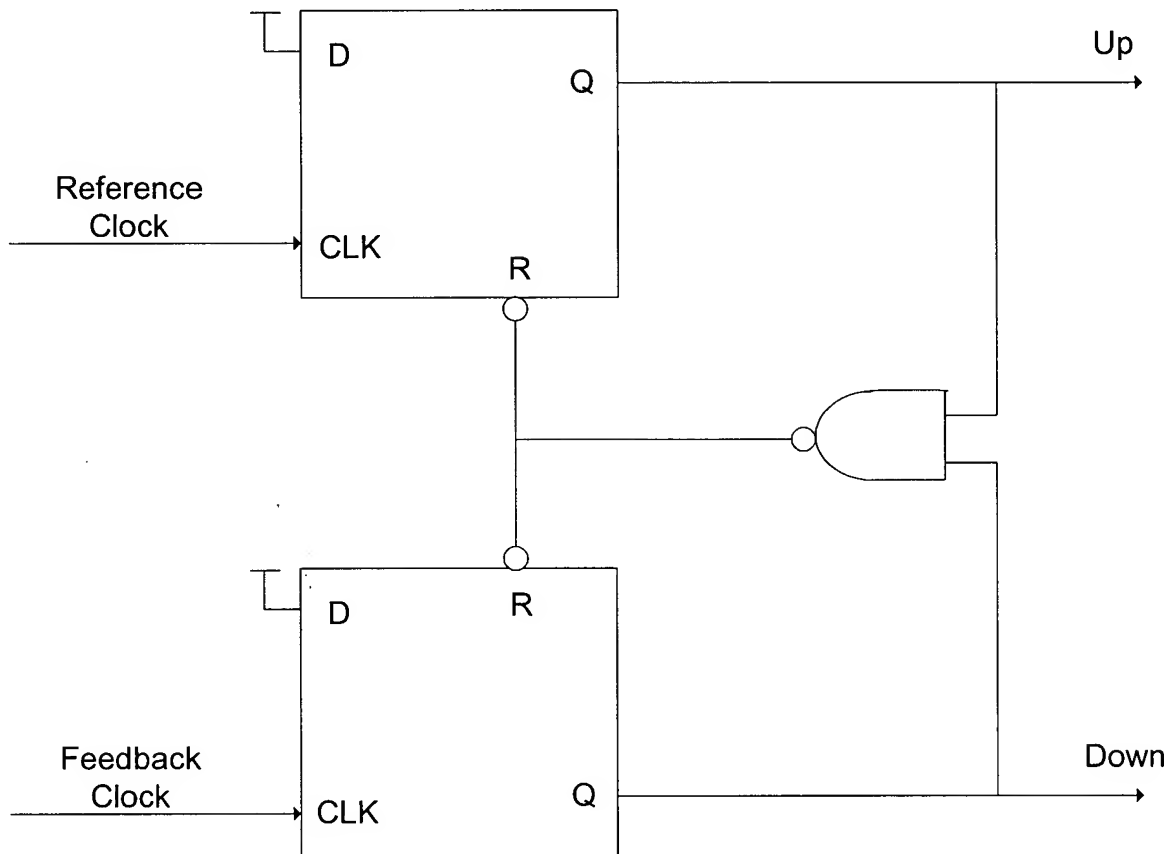 Up
D
Q
Reference
Clock
CLK
R
R
D
Feedback
Clock
CLK
Q
Down